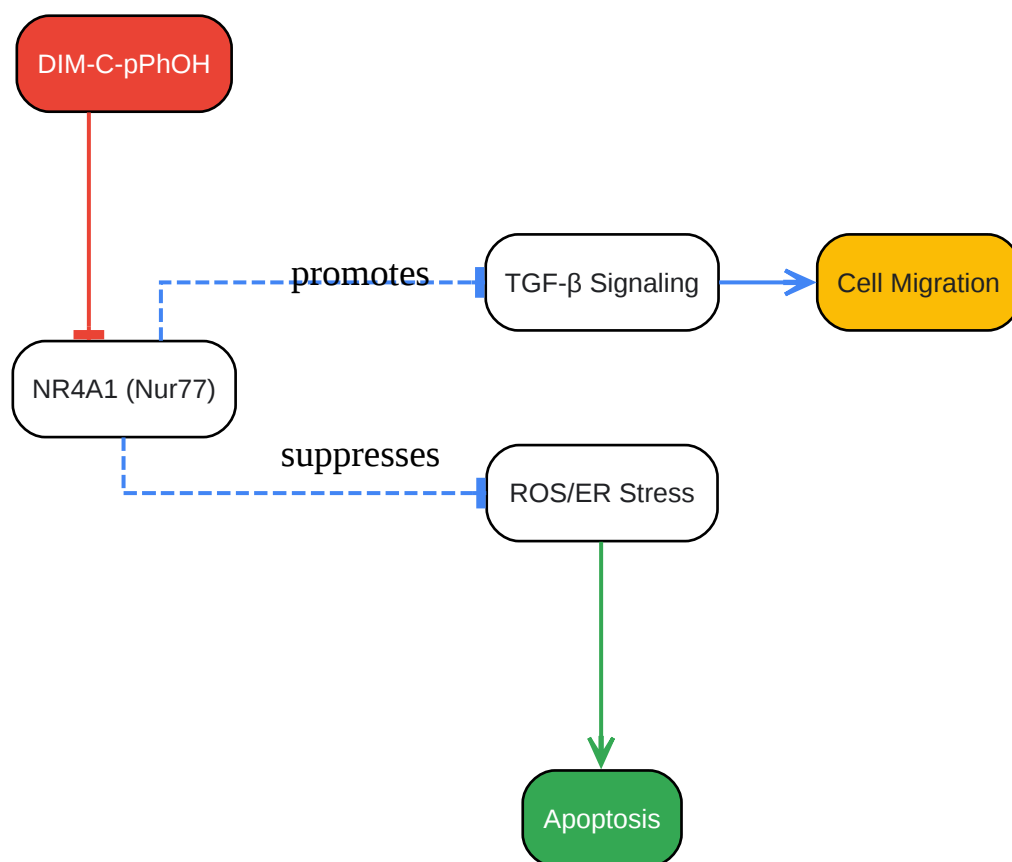 DIM-C-pPhOH
promotes
TGF-β Signaling
Cell Migration
NR4A1 (Nur77)
suppresses
ROS/ER Stress
Apoptosis